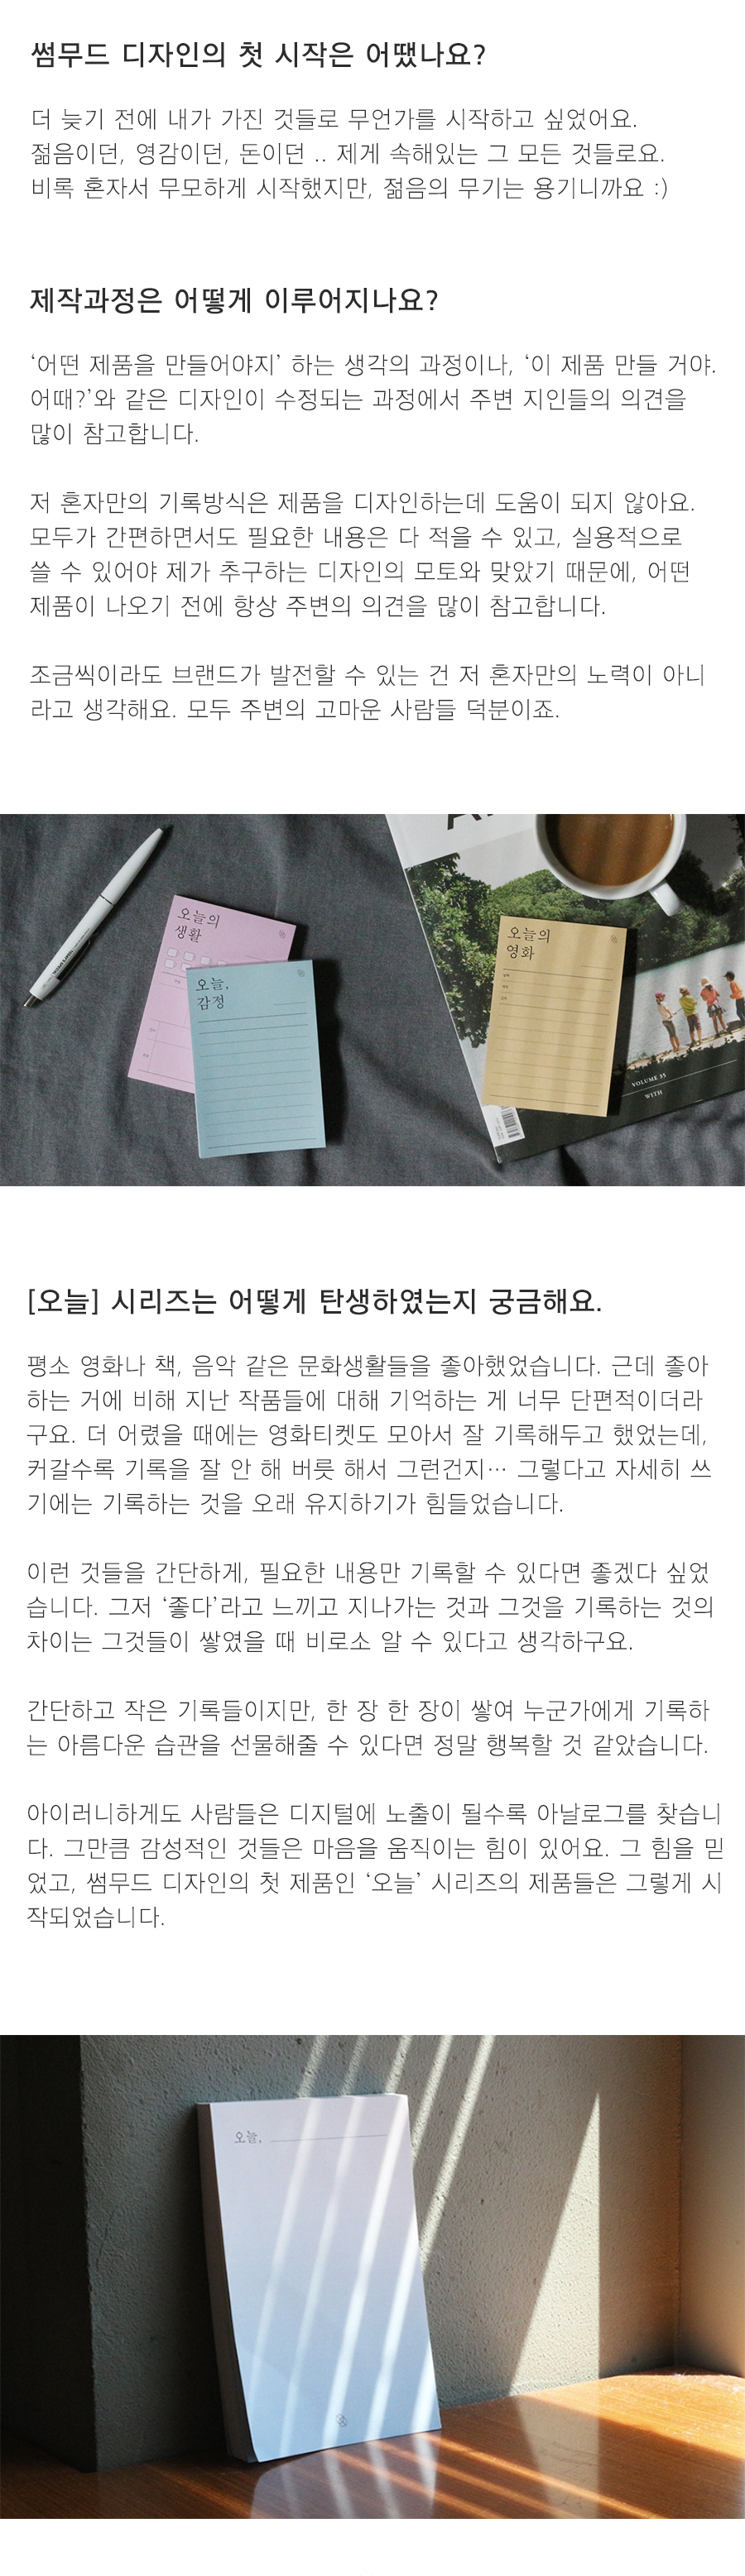 썸무드 디자인의 첫 시작은 어땠나요?
더 늦기 전에 내가 가진 것들로 무언가를 시작하고 싶었어요.
젊음이던, 영감이던, 돈이던 .. 제게 속해있는 그 모든 것들로요.
비록 혼자서 무모하게 시작했지만, 젊음의 무기는 용기니까요 :)
제작과정은 어떻게 이루어지나요?
‘어떤 제품을 만들어야지’ 하는 생각의 과정이나, ‘이 제품 만들 거야.
어때?’와 같은 디자인이 수정되는 과정에서 주변 지인들의 의견을
많이 참고합니다.
저 혼자만의 기록방식은 제품을 디자인하는데 도움이 되지 않아요.
모두가 간편하면서도 필요한 내용은 다 적을 수 있고, 실용적으로
쓸 수 있어야 제가 추구하는 디자인의 모토와 맞았기 때문에, 어떤
제품이 나오기 전에 항상 주변의 의견을 많이 참고합니다.
조금씩이라도 브랜드가 발전할 수 있는 건 저 혼자만의 노력이 아니
라고 생각해요. 모두 주변의 고마운 사람들 덕분이죠.
오늘의
생활
오늘,
감정
오늘의
영화
VOLUME 35
WITH
[오늘] 시리즈는 어떻게 탄생하였는지 궁금해요.
평소 영화나 책, 음악 같은 문화생활들을 좋아했었습니다. 근데 좋아
하는 거에 비해 지난 작품들에 대해 기억하는 게 너무 단편적이더라
구요. 더 어렸을 때에는 영화티켓도 모아서 잘 기록해두고 했었는데,
커갈수록 기록을 잘 안 해 버릇 해서 그런건지… 그렇다고 자세히 쓰
기에는 기록하는 것을 오래 유지하기가 힘들었습니다.
이런 것들을 간단하게, 필요한 내용만 기록할 수 있다면 좋겠다 싶었
습니다. 그저 ‘좋다’라고 느끼고 지나가는 것과 그것을 기록하는 것의
차이는 그것들이 쌓였을 때 비로소 알 수 있다고 생각하구요.
간단하고 작은 기록들이지만, 한 장 한 장이 쌓여 누군가에게 기록하
는 아름다운 습관을 선물해줄 수 있다면 정말 행복할 것 같았습니다.
아이러니하게도 사람들은 디지털에 노출이 될수록 아날로그를 찾습니
다. 그만큼 감성적인 것들은 마음을 움직이는 힘이 있어요. 그 힘을 믿
었고, 썸무드 디자인의 첫 제품인 ‘오늘’ 시리즈의 제품들은 그렇게 시
작되었습니다.
오늘,